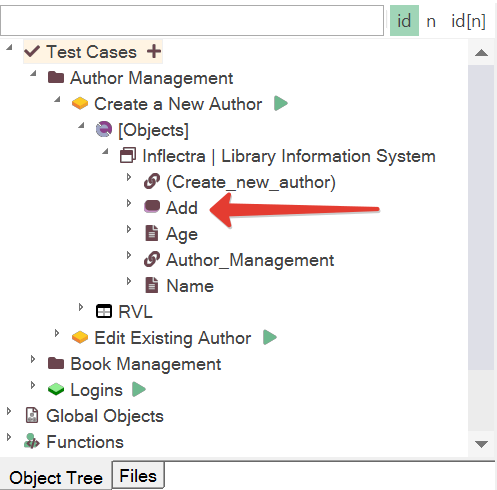 id n id[n]
Test Cases
Author Management
Create a New Author
[Objects]
Inflectra | Library Information System
(Create_new_author)
Add
Age
Author_Management
Name
RVL
Edit Existing Author
Book Management
Logins
Global Objects
Functions
Object Tree Files